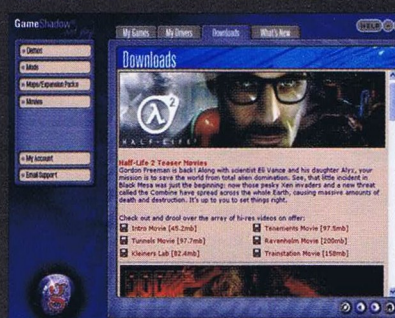 GameShadow
My Games
My Drivers
Downloads
What's New
HELP
» Demos
» Mods
» Maps/Expansion Packs
» Movies
» My Account
» Email Support
Downloads
HALF-LIFE 2
Half-Life 2 Teaser Movies
Gordon Freeman is back! Along with scientist Eli Vance and his daughter Alyx, your
mission is to save the world from total alien domination. See, that little incident in
Black Mesa was just the beginning: now those pesky Xen invaders and a new threat
called the Combine have spread across the whole Earth, causing massive amounts of
death and destruction. It's up to you to set things right.
Check out and drool over the array of hi-res videos on offer:
Intro Movie [45.2mb]
Tenements Movie [97.5mb]
Tunnels Movie [97.7mb]
Ravenholm Movie [200mb]
Kleiners Lab [82.4mb]
Trainstation Movie [158mb]